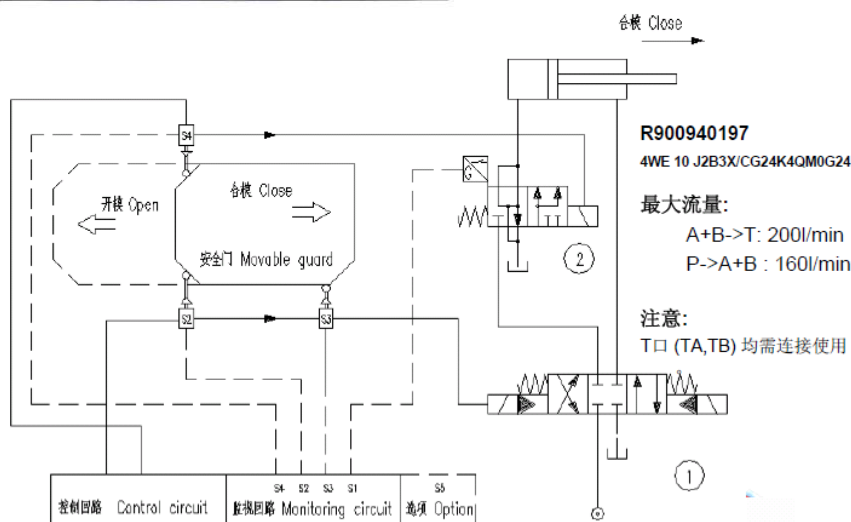 合模 Close
R900940197
4WE 10 J2B3X/CG24K4QM0G24
最大流量:
A+B->T: 200l/min
P->A+B : 160l/min
注意:
T口 (TA,TB) 均需连接使用
S4
开模 Open
合模 Close
安全门 Movable guard
S2
S3
2
1
S4 S2 S3 S1 S5
控制回路 Control circuit
监视回路 Monitoring circuit
选项 Option